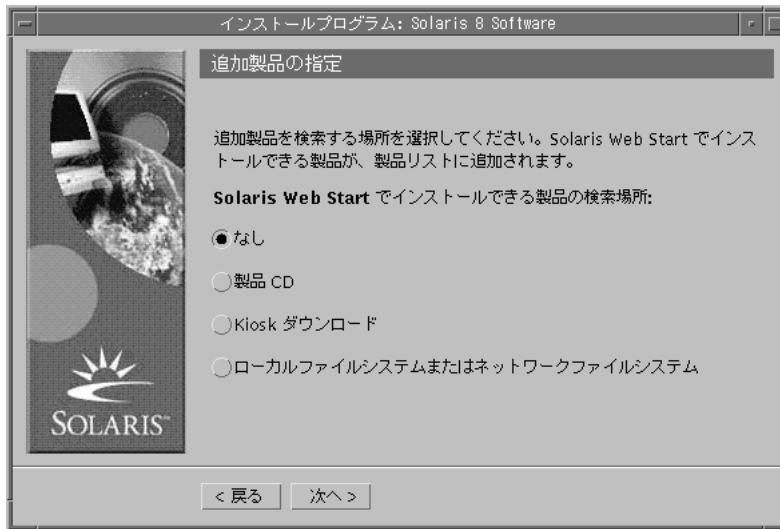 インストールプログラム: Solaris 8 Software
追加製品の指定
追加製品を検索する場所を選択してください。Solaris Web Start でインス
トールできる製品が、製品リストに追加されます。
Solaris Web Start でインストールできる製品の検索場所:
なし
製品 CD
Kiosk ダウンロード
ローカルファイルシステムまたはネットワークファイルシステム
SOLARIS™
< 戻る
次へ >